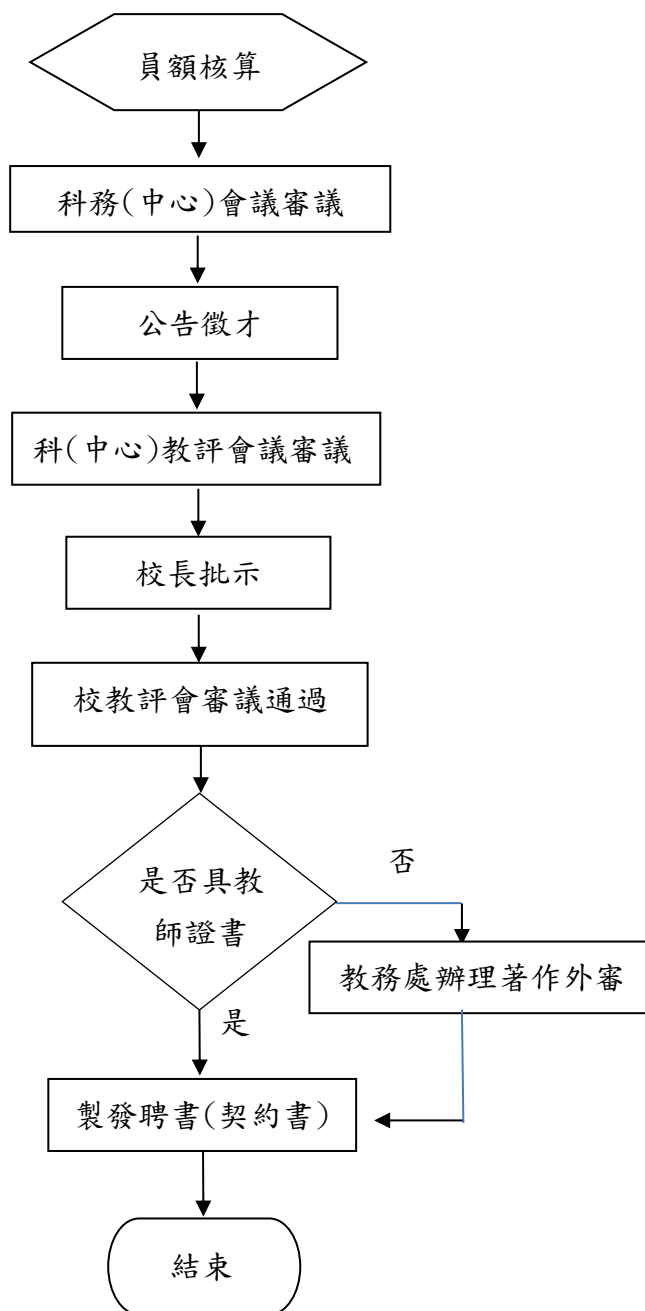 員額核算
科務(中心)會議審議
公告徵才
科(中心)教評會議審議
校長批示
校教評會審議通過
是否具教
師證書
否
教務處辦理著作外審
是
製發聘書(契約書)
結束